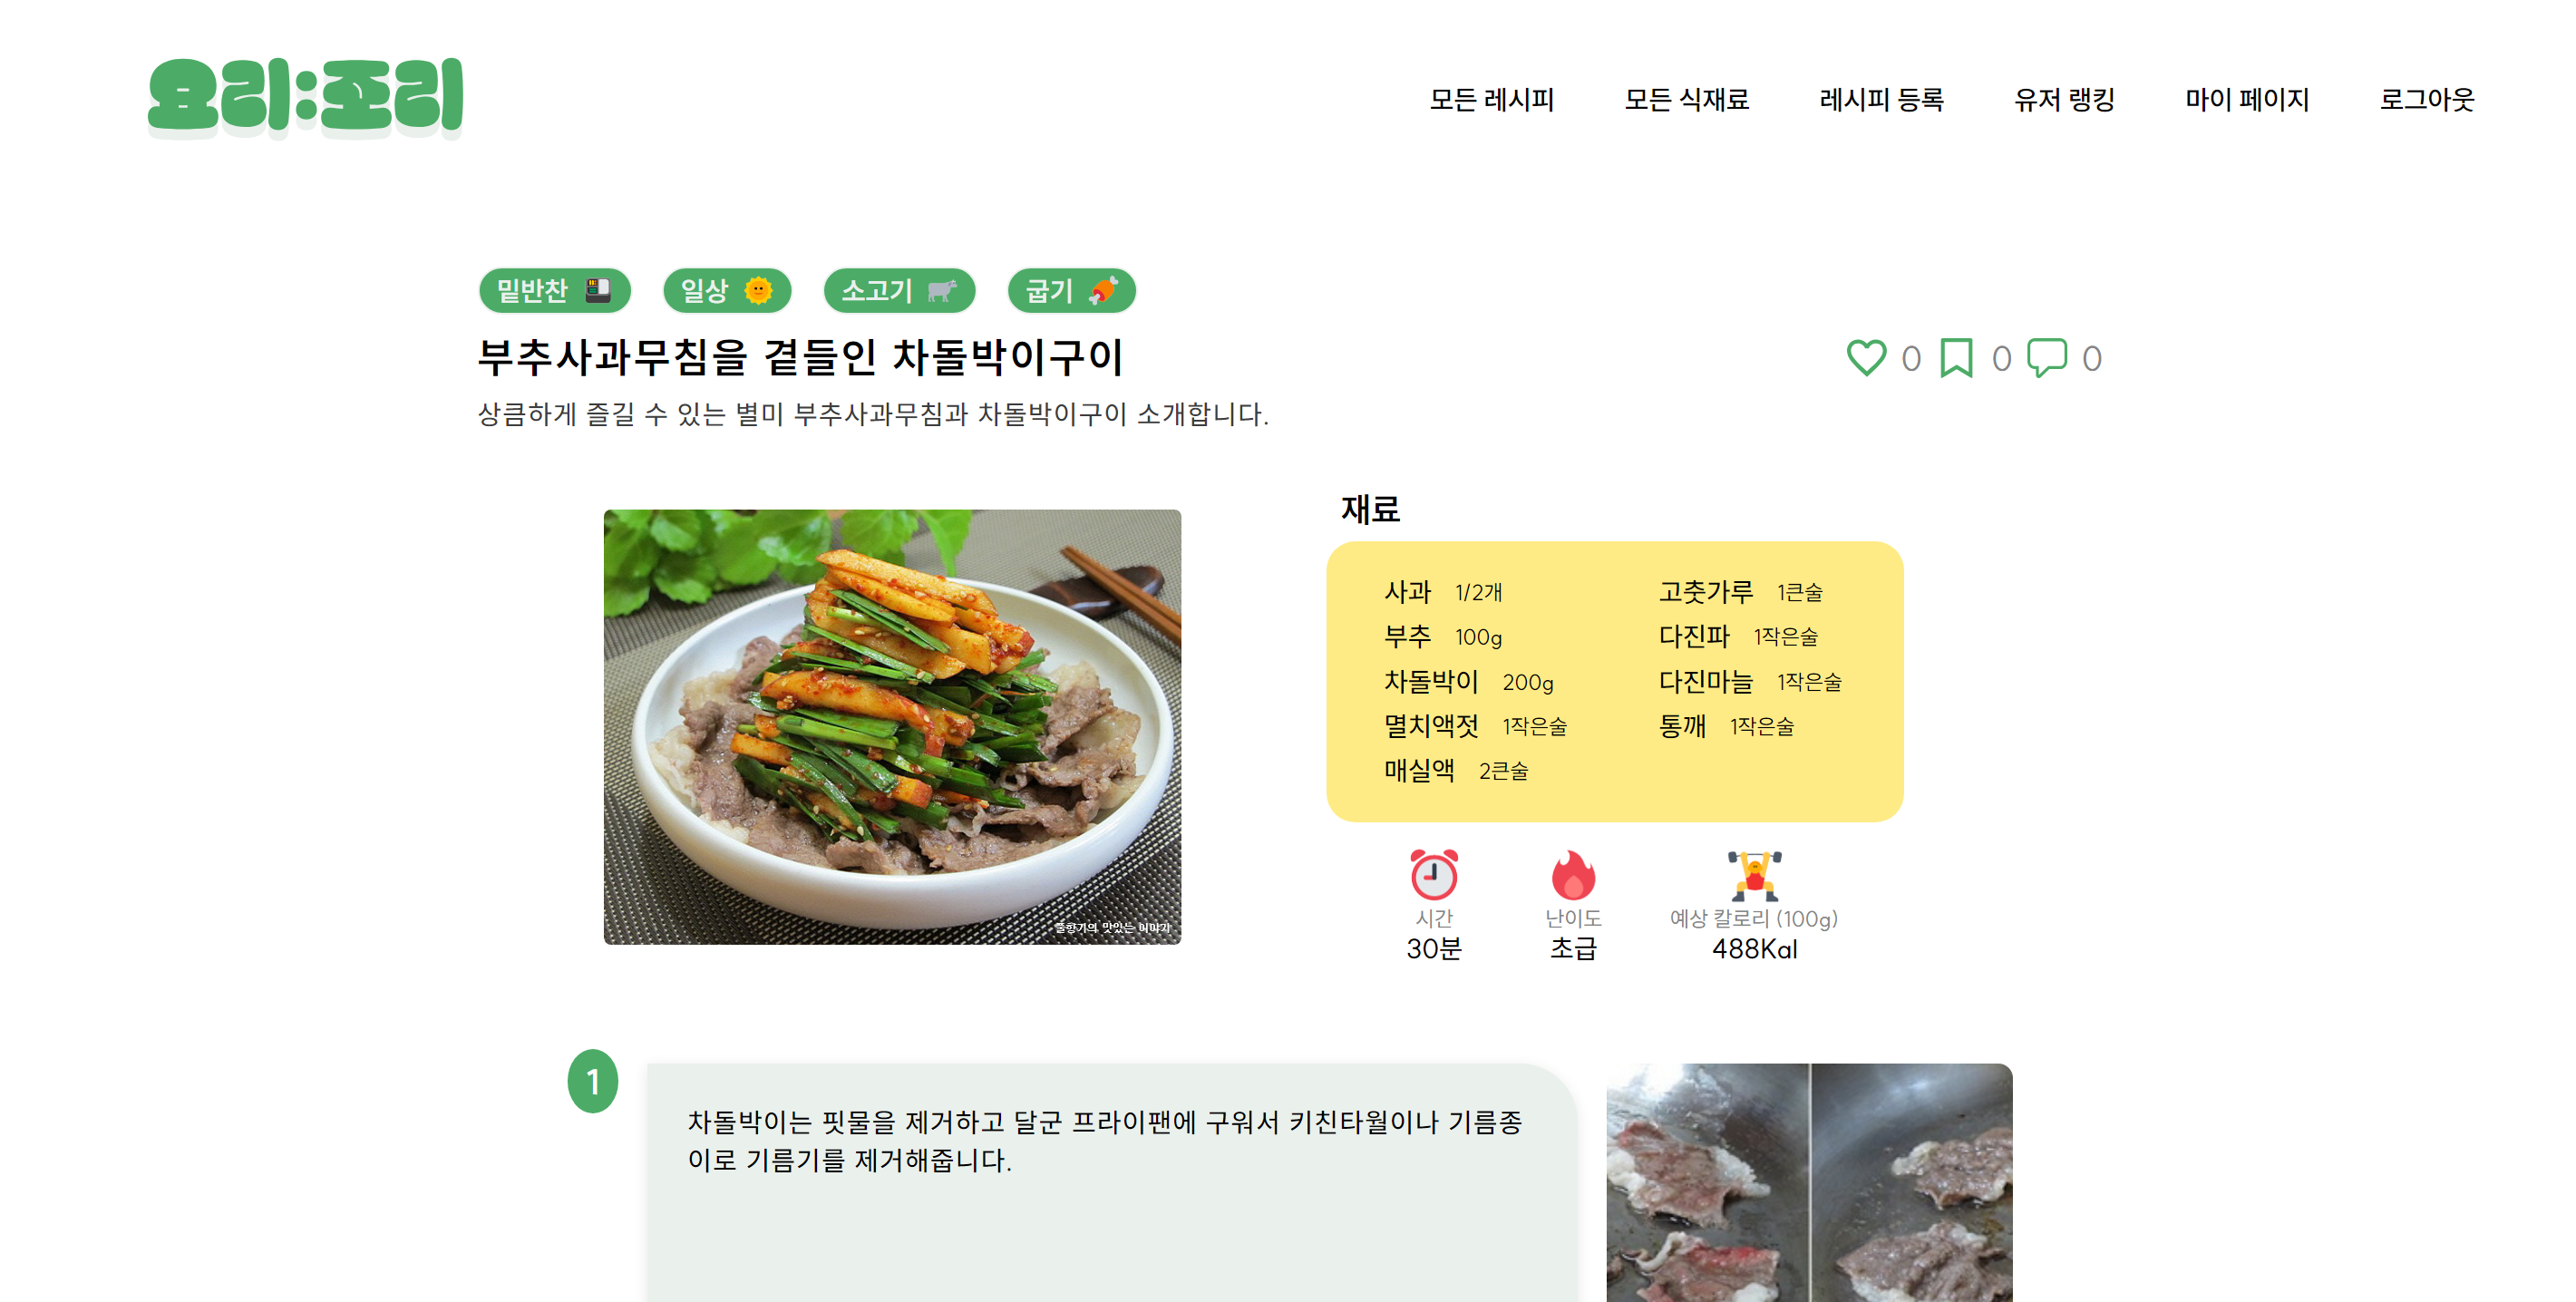 요리:조리
모든 레시피 모든 식재료 레시피 등록 유저 랭킹 마이 페이지 로그아웃
밑반찬 일상 소고기 굽기
부추사과무침을 곁들인 차돌박이구이
0 0 0
상큼하게 즐길 수 있는 별미 부추사과무침과 차돌박이구이 소개합니다.
재료
사과 1/2개
부추 100g
차돌박이 200g
멸치액젓 1작은술
매실액 2큰술
고춧가루 1큰술
다진파 1작은술
다진마늘 1작은술
통깨 1작은술
풀향기의 맛있는 이야기
시간 난이도 예상 칼로리 (100g)
30분 초급 488Kal
1
차돌박이는 핏물을 제거하고 달군 프라이팬에 구워서 키친타월이나 기름종
이로 기름기를 제거해줍니다.